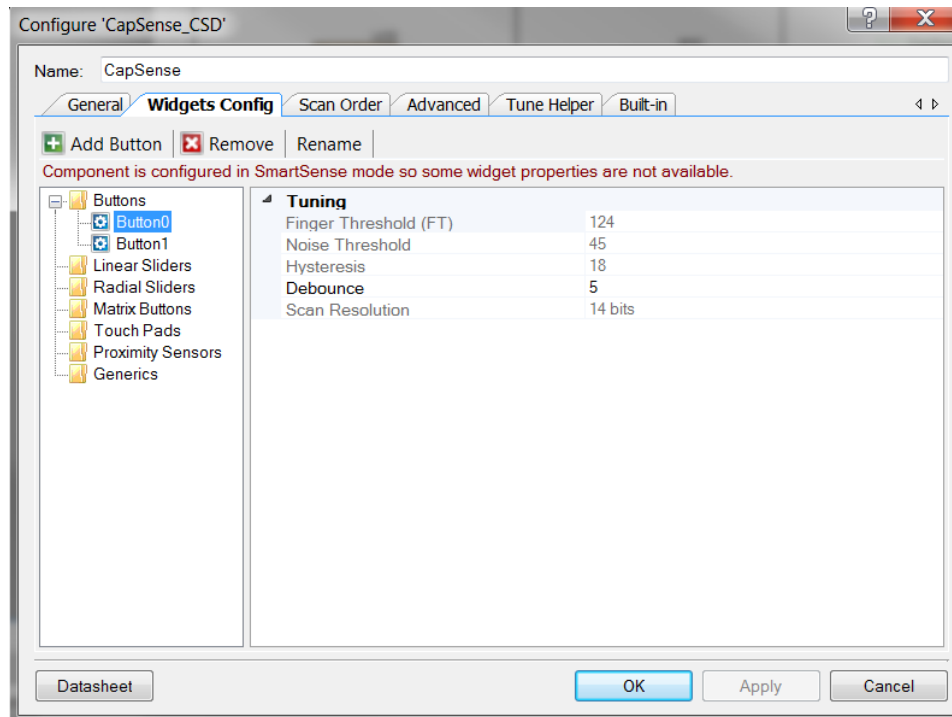 Configure 'CapSense_CSD'
Name: CapSense
General Widgets Config Scan Order Advanced Tune Helper Built-in
Add Button Remove Rename
Component is configured in SmartSense mode so some widget properties are not available.
Buttons
Button0
Button1
Linear Sliders
Radial Sliders
Matrix Buttons
Touch Pads
Proximity Sensors
Generics
Tuning
Finger Threshold (FT) 124
Noise Threshold 45
Hysteresis 18
Debounce 5
Scan Resolution 14 bits
Datasheet OK Apply Cancel